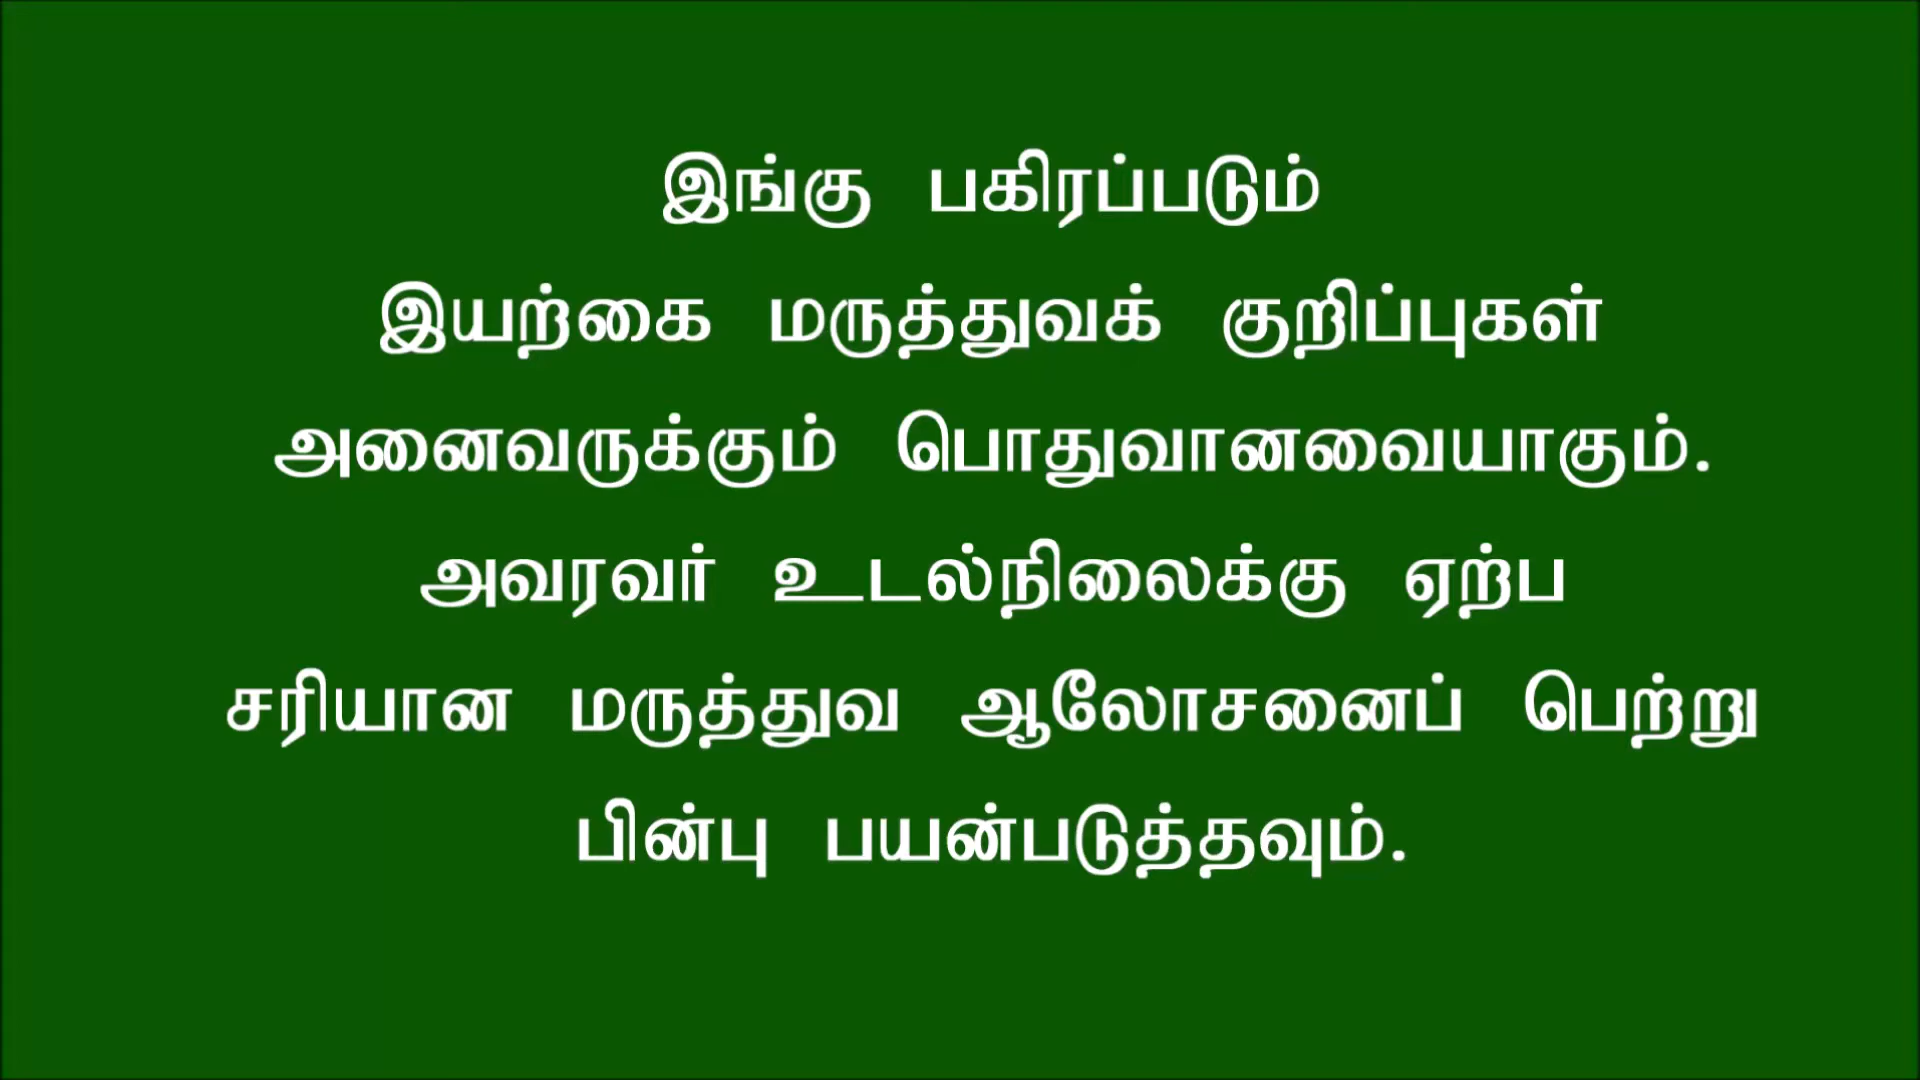 இங்கு பகிரப்படும்
இயற்கை மருத்துவக் குறிப்புகள்
அனைவருக்கும் பொதுவானவையாகும்.
அவரவர் உடல்நிலைக்கு ஏற்ப
சரியான மருத்துவ ஆலோசனைப் பெற்று
பின்பு பயன்படுத்தவும்.